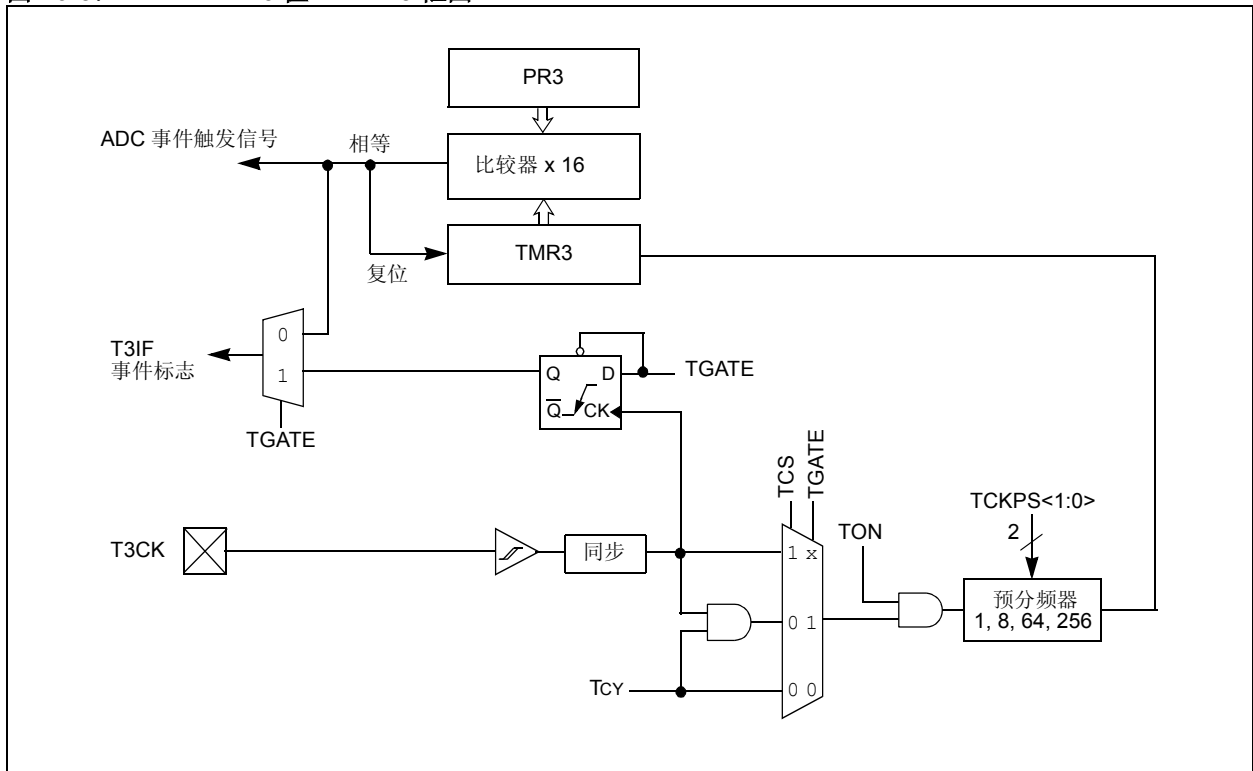 PR3
ADC 事件触发信号
相等
比较器 x 16
TMR3
复位
0
T3IF
事件标志
1
TGATE
Q D
TGATE
Q CK
TCS
TGATE
TCKPS<1:0>
2
TON
T3CK
同步
1 x
预分频器
1, 8, 64, 256
0 1
TCY
0 0